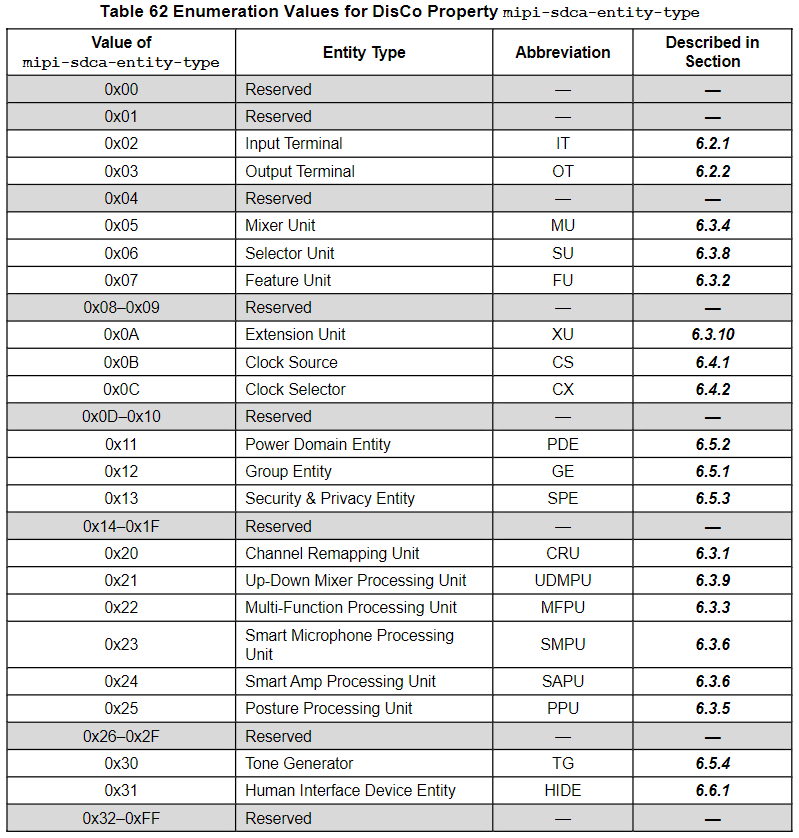 Table 62 Enumeration Values for DisCo Property mipi-sdca-entity-type
Value of mipi-sdca-entity-type | Entity Type | Abbreviation | Described in Section
0x00 | Reserved | — | —
0x01 | Reserved | — | —
0x02 | Input Terminal | IT | 6.2.1
0x03 | Output Terminal | OT | 6.2.2
0x04 | Reserved | — | —
0x05 | Mixer Unit | MU | 6.3.4
0x06 | Selector Unit | SU | 6.3.8
0x07 | Feature Unit | FU | 6.3.2
0x08–0x09 | Reserved | — | —
0x0A | Extension Unit | XU | 6.3.10
0x0B | Clock Source | CS | 6.4.1
0x0C | Clock Selector | CX | 6.4.2
0x0D–0x10 | Reserved | — | —
0x11 | Power Domain Entity | PDE | 6.5.2
0x12 | Group Entity | GE | 6.5.1
0x13 | Security & Privacy Entity | SPE | 6.5.3
0x14–0x1F | Reserved | — | —
0x20 | Channel Remapping Unit | CRU | 6.3.1
0x21 | Up-Down Mixer Processing Unit | UDMPU | 6.3.9
0x22 | Multi-Function Processing Unit | MFPU | 6.3.3
0x23 | Smart Microphone Processing Unit | SMPU | 6.3.6
0x24 | Smart Amp Processing Unit | SAPU | 6.3.6
0x25 | Posture Processing Unit | PPU | 6.3.5
0x26–0x2F | Reserved | — | —
0x30 | Tone Generator | TG | 6.5.4
0x31 | Human Interface Device Entity | HIDE | 6.6.1
0x32–0xFF | Reserved | — | —